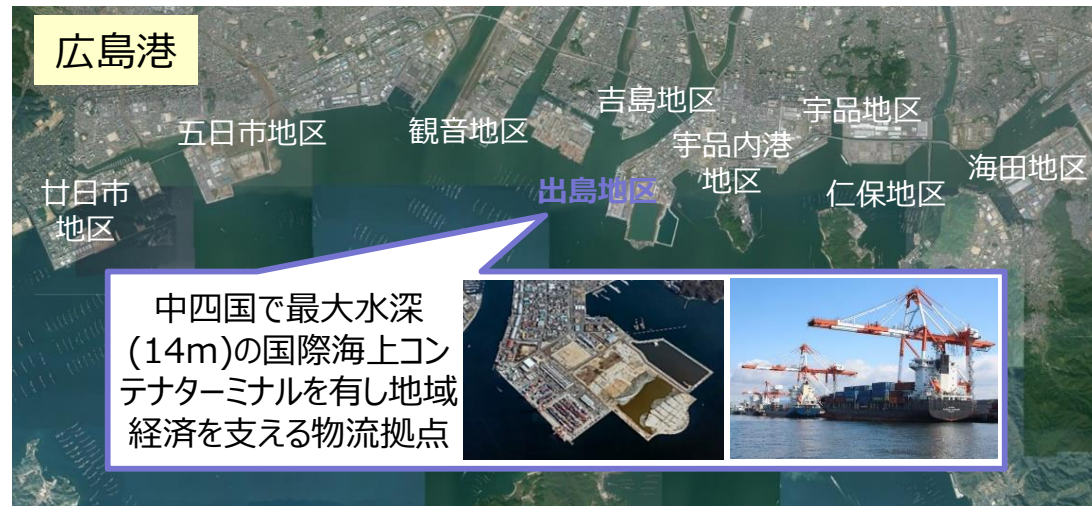 広島港
吉島地区
宇品地区
五日市地区
観音地区
宇品内港
地区
海田地区
廿日市
地区
出島地区
仁保地区
中四国で最大水深
(14m)の国際海上コン
テナターミナルを有し地域
経済を支える物流拠点